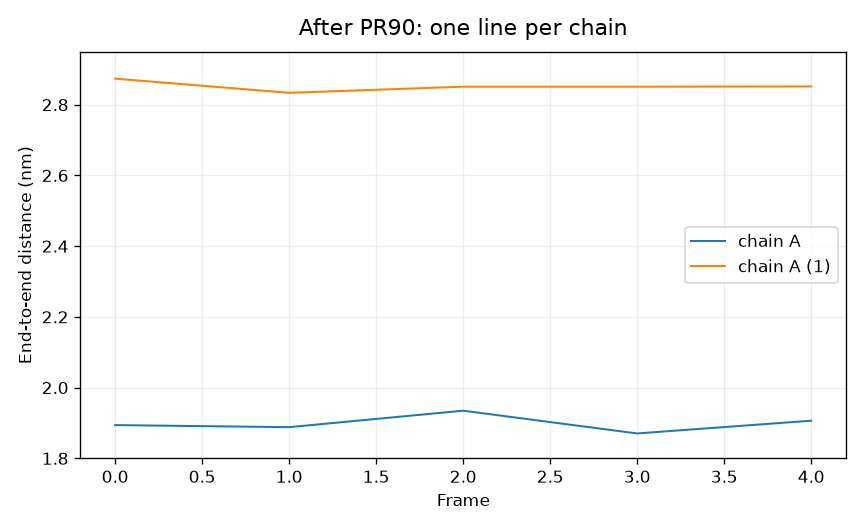 After PR90: one line per chain
End-to-end distance (nm)
2.8
2.6
2.4
2.2
2.0
1.8
chain A
chain A (1)
0.0 0.5 1.0 1.5 2.0 2.5 3.0 3.5 4.0
Frame